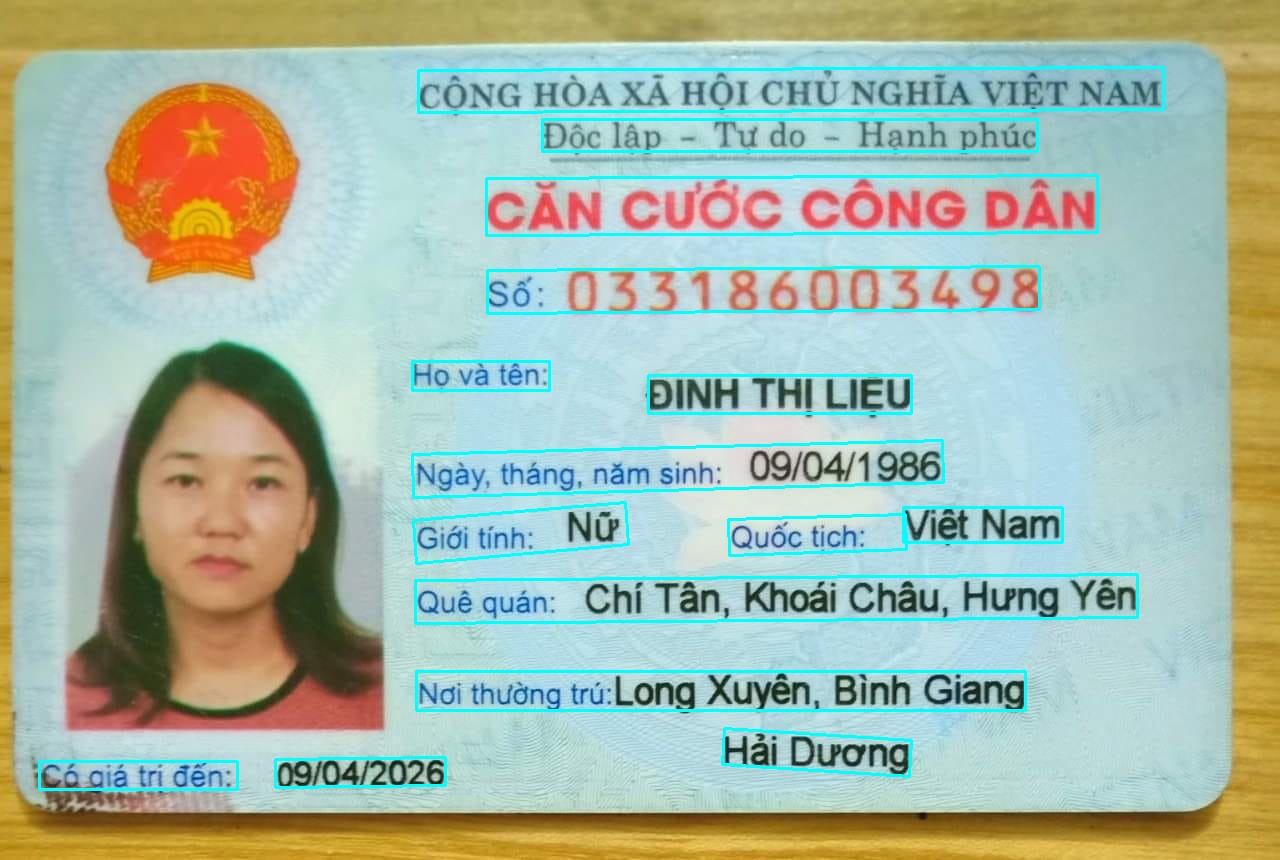 CỘNG HÒA XÃ HỘI CHỦ NGHĨA VIỆT NAM
Độc lập - Tự do - Hạnh phúc
CĂN CƯỚC CÔNG DÂN
Số: 033186003498
Họ và tên:
ĐINH THỊ LIỆU
Ngày, tháng, năm sinh: 09/04/1986
Giới tính: Nữ Quốc tịch: Việt Nam
Quê quán: Chí Tân, Khoái Châu, Hưng Yên
Nơi thường trú: Long Xuyên, Bình Giang
Hải Dương
Có giá trị đến: 09/04/2026